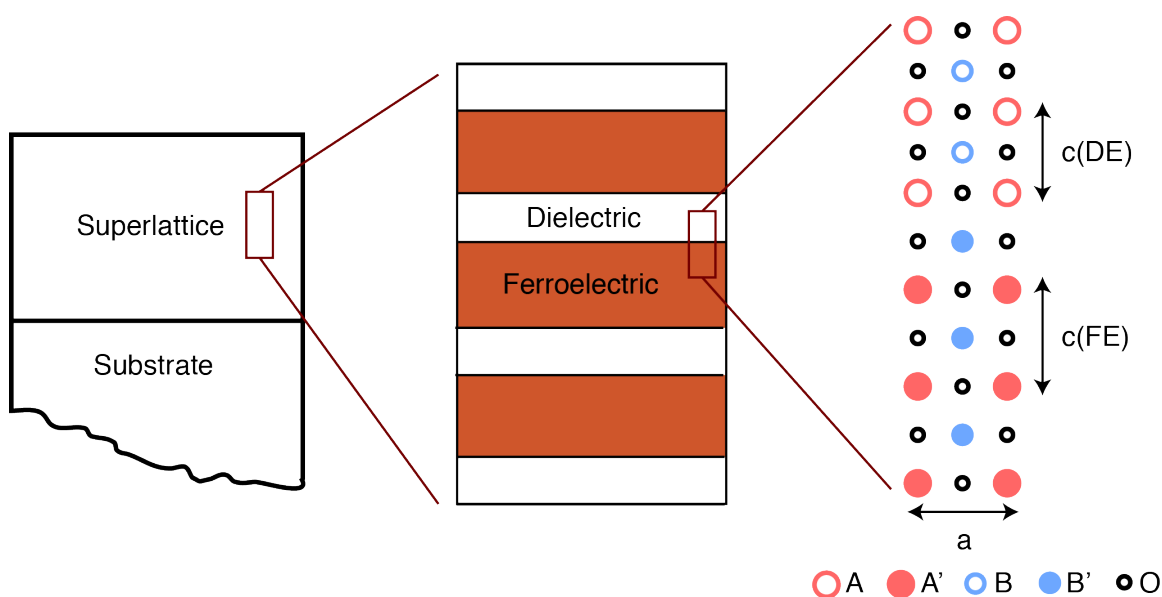 Superlattice
Substrate
Dielectric
Ferroelectric
c(DE)
c(FE)
a
A A’ B B’ O